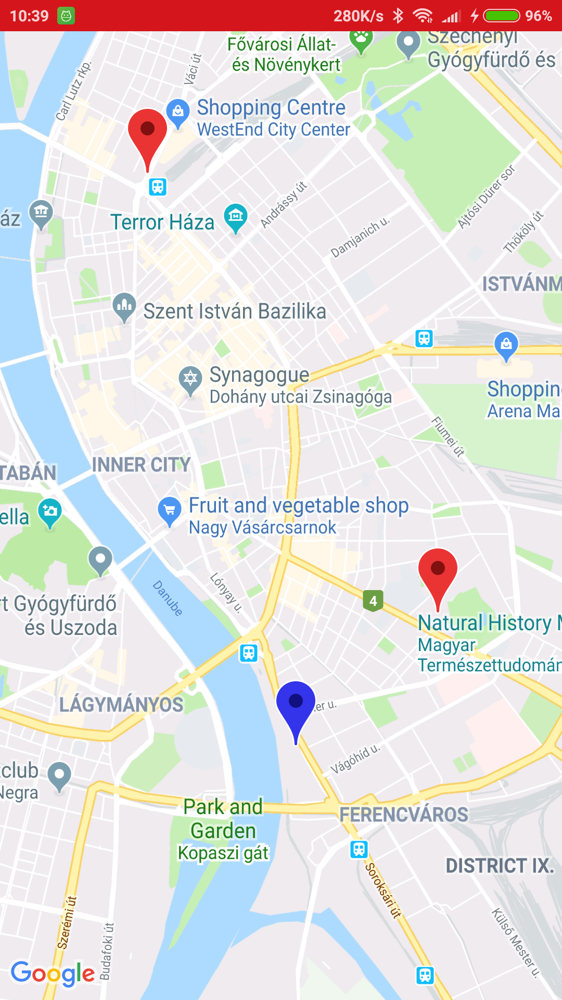 10:39
280K/s
96%
Fővárosi Állat-
és Növénykert
Széchenyi
Gyógyfürdő és
Váci út
Carl Lutz rkp.
Shopping Centre
WestEnd City Center
Ajtósi Dürer sor
Andrássy út
áz
Terror Háza
Damjanich u.
Thököly út
ISTVÁNM
Szent István Bazilika
Synagogue
Dohány utcai Zsinagóga
Shoppin
Arena Ma
Fiumei út
TABÁN
INNER CITY
ella
Fruit and vegetable shop
Nagy Vásárcsarnok
Danube
Lónyay u.
4
rt Gyógyfürdő
és Uszoda
Natural History M
Magyar
Természettudomán
LÁGYMÁNYOS
er u.
Vágóhíd u.
club
Negra
Park and
Garden
Kopaszi gát
FERENCVÁROS
DISTRICT IX.
Soroksári út
Szerémi út
Budafoki út
Külső Mester u.
Google